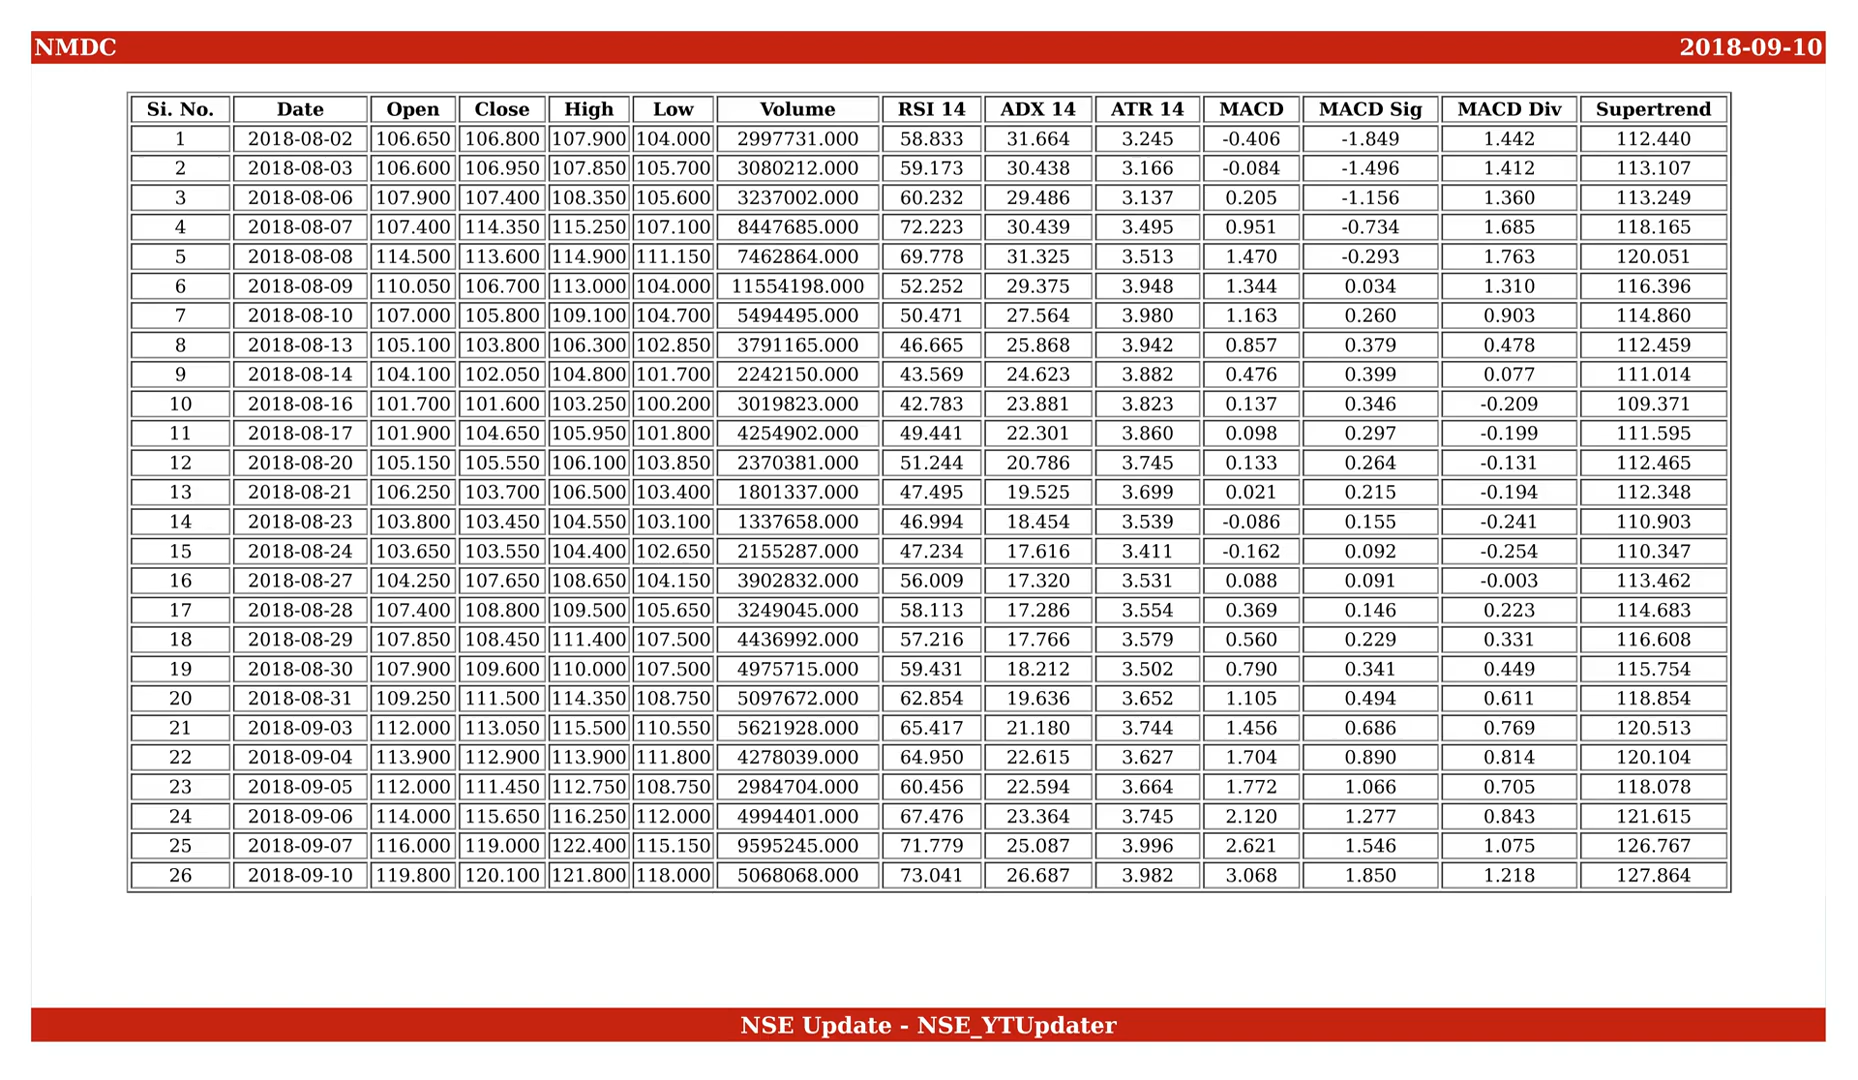 NMDC 2018-09-10
Si. No. Date Open Close High Low Volume RSI 14 ADX 14 ATR 14 MACD MACD Sig MACD Div Supertrend
1 2018-08-02 106.650 106.800 107.900 104.000 2997731.000 58.833 31.664 3.245 -0.406 -1.849 1.442 112.440
2 2018-08-03 106.600 106.950 107.850 105.700 3080212.000 59.173 30.438 3.166 -0.084 -1.496 1.412 113.107
3 2018-08-06 107.900 107.400 108.350 105.600 3237002.000 60.232 29.486 3.137 0.205 -1.156 1.360 113.249
4 2018-08-07 107.400 114.350 115.250 107.100 8447685.000 72.223 30.439 3.495 0.951 -0.734 1.685 118.165
5 2018-08-08 114.500 113.600 114.900 111.150 7462864.000 69.778 31.325 3.513 1.470 -0.293 1.763 120.051
6 2018-08-09 110.050 106.700 113.000 104.000 11554198.000 52.252 29.375 3.948 1.344 0.034 1.310 116.396
7 2018-08-10 107.000 105.800 109.100 104.700 5494495.000 50.471 27.564 3.980 1.163 0.260 0.903 114.860
8 2018-08-13 105.100 103.800 106.300 102.850 3791165.000 46.665 25.868 3.942 0.857 0.379 0.478 112.459
9 2018-08-14 104.100 102.050 104.800 101.700 2242150.000 43.569 24.623 3.882 0.476 0.399 0.077 111.014
10 2018-08-16 101.700 101.600 103.250 100.200 3019823.000 42.783 23.881 3.823 0.137 0.346 -0.209 109.371
11 2018-08-17 101.900 104.650 105.950 101.800 4254902.000 49.441 22.301 3.860 0.098 0.297 -0.199 111.595
12 2018-08-20 105.150 105.550 106.100 103.850 2370381.000 51.244 20.786 3.745 0.133 0.264 -0.131 112.465
13 2018-08-21 106.250 103.700 106.500 103.400 1801337.000 47.495 19.525 3.699 0.021 0.215 -0.194 112.348
14 2018-08-23 103.800 103.450 104.550 103.100 1337658.000 46.994 18.454 3.539 -0.086 0.155 -0.241 110.903
15 2018-08-24 103.650 103.550 104.400 102.650 2155287.000 47.234 17.616 3.411 -0.162 0.092 -0.254 110.347
16 2018-08-27 104.250 107.650 108.650 104.150 3902832.000 56.009 17.320 3.531 0.088 0.091 -0.003 113.462
17 2018-08-28 107.400 108.800 109.500 105.650 3249045.000 58.113 17.286 3.554 0.369 0.146 0.223 114.683
18 2018-08-29 107.850 108.450 111.400 107.500 4436992.000 57.216 17.766 3.579 0.560 0.229 0.331 116.608
19 2018-08-30 107.900 109.600 110.000 107.500 4975715.000 59.431 18.212 3.502 0.790 0.341 0.449 115.754
20 2018-08-31 109.250 111.500 114.350 108.750 5097672.000 62.854 19.636 3.652 1.105 0.494 0.611 118.854
21 2018-09-03 112.000 113.050 115.500 110.550 5621928.000 65.417 21.180 3.744 1.456 0.686 0.769 120.513
22 2018-09-04 113.900 112.900 113.900 111.800 4278039.000 64.950 22.615 3.627 1.704 0.890 0.814 120.104
23 2018-09-05 112.000 111.450 112.750 108.750 2984704.000 60.456 22.594 3.664 1.772 1.066 0.705 118.078
24 2018-09-06 114.000 115.650 116.250 112.000 4994401.000 67.476 23.364 3.745 2.120 1.277 0.843 121.615
25 2018-09-07 116.000 119.000 122.400 115.150 9595245.000 71.779 25.087 3.996 2.621 1.546 1.075 126.767
26 2018-09-10 119.800 120.100 121.800 118.000 5068068.000 73.041 26.687 3.982 3.068 1.850 1.218 127.864
NSE Update - NSE_YTUpdater